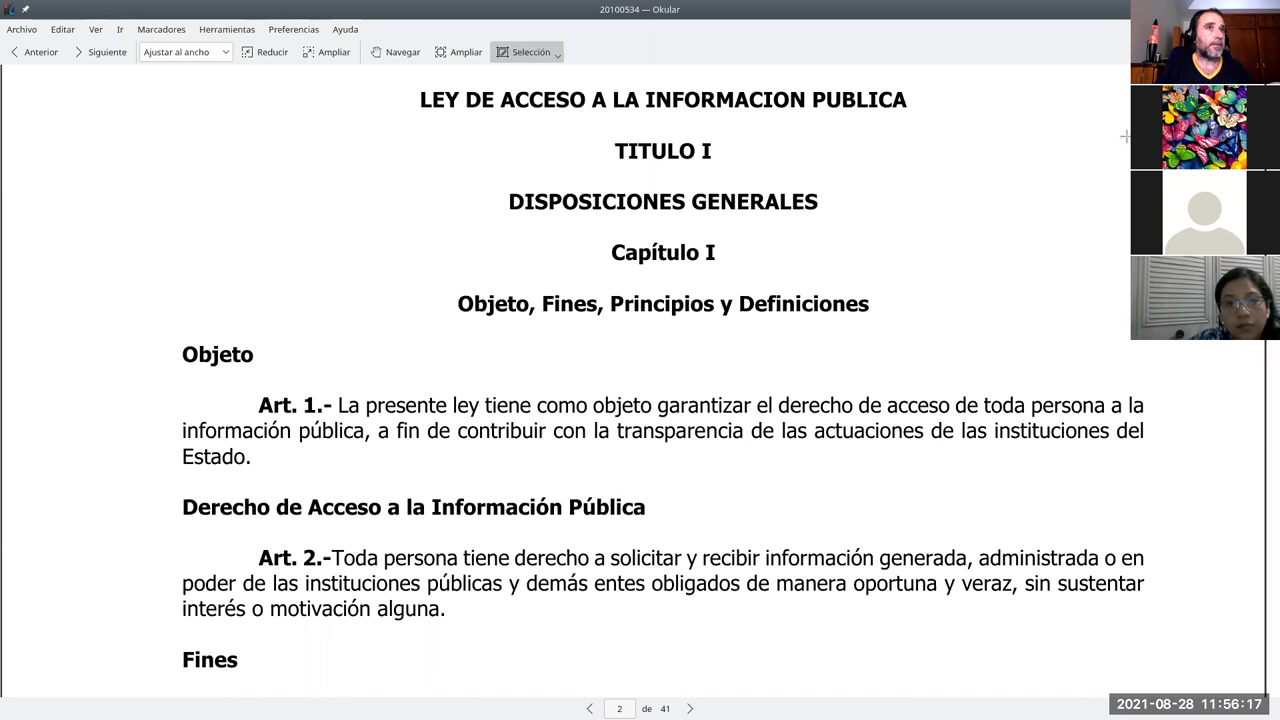 20100534 — Okular
Archivo Editar Ver Ir Marcadores Herramientas Preferencias Ayuda
Anterior Siguiente Ajustar al ancho Reducir Ampliar Navegar Ampliar Selección
LEY DE ACCESO A LA INFORMACION PUBLICA
TITULO I
DISPOSICIONES GENERALES
Capítulo I
Objeto, Fines, Principios y Definiciones
Objeto
Art. 1.- La presente ley tiene como objeto garantizar el derecho de acceso de toda persona a la
información pública, a fin de contribuir con la transparencia de las actuaciones de las instituciones del
Estado.
Derecho de Acceso a la Información Pública
Art. 2.-Toda persona tiene derecho a solicitar y recibir información generada, administrada o en
poder de las instituciones públicas y demás entes obligados de manera oportuna y veraz, sin sustentar
interés o motivación alguna.
Fines
2 de 41
2021-08-28 11:56:17